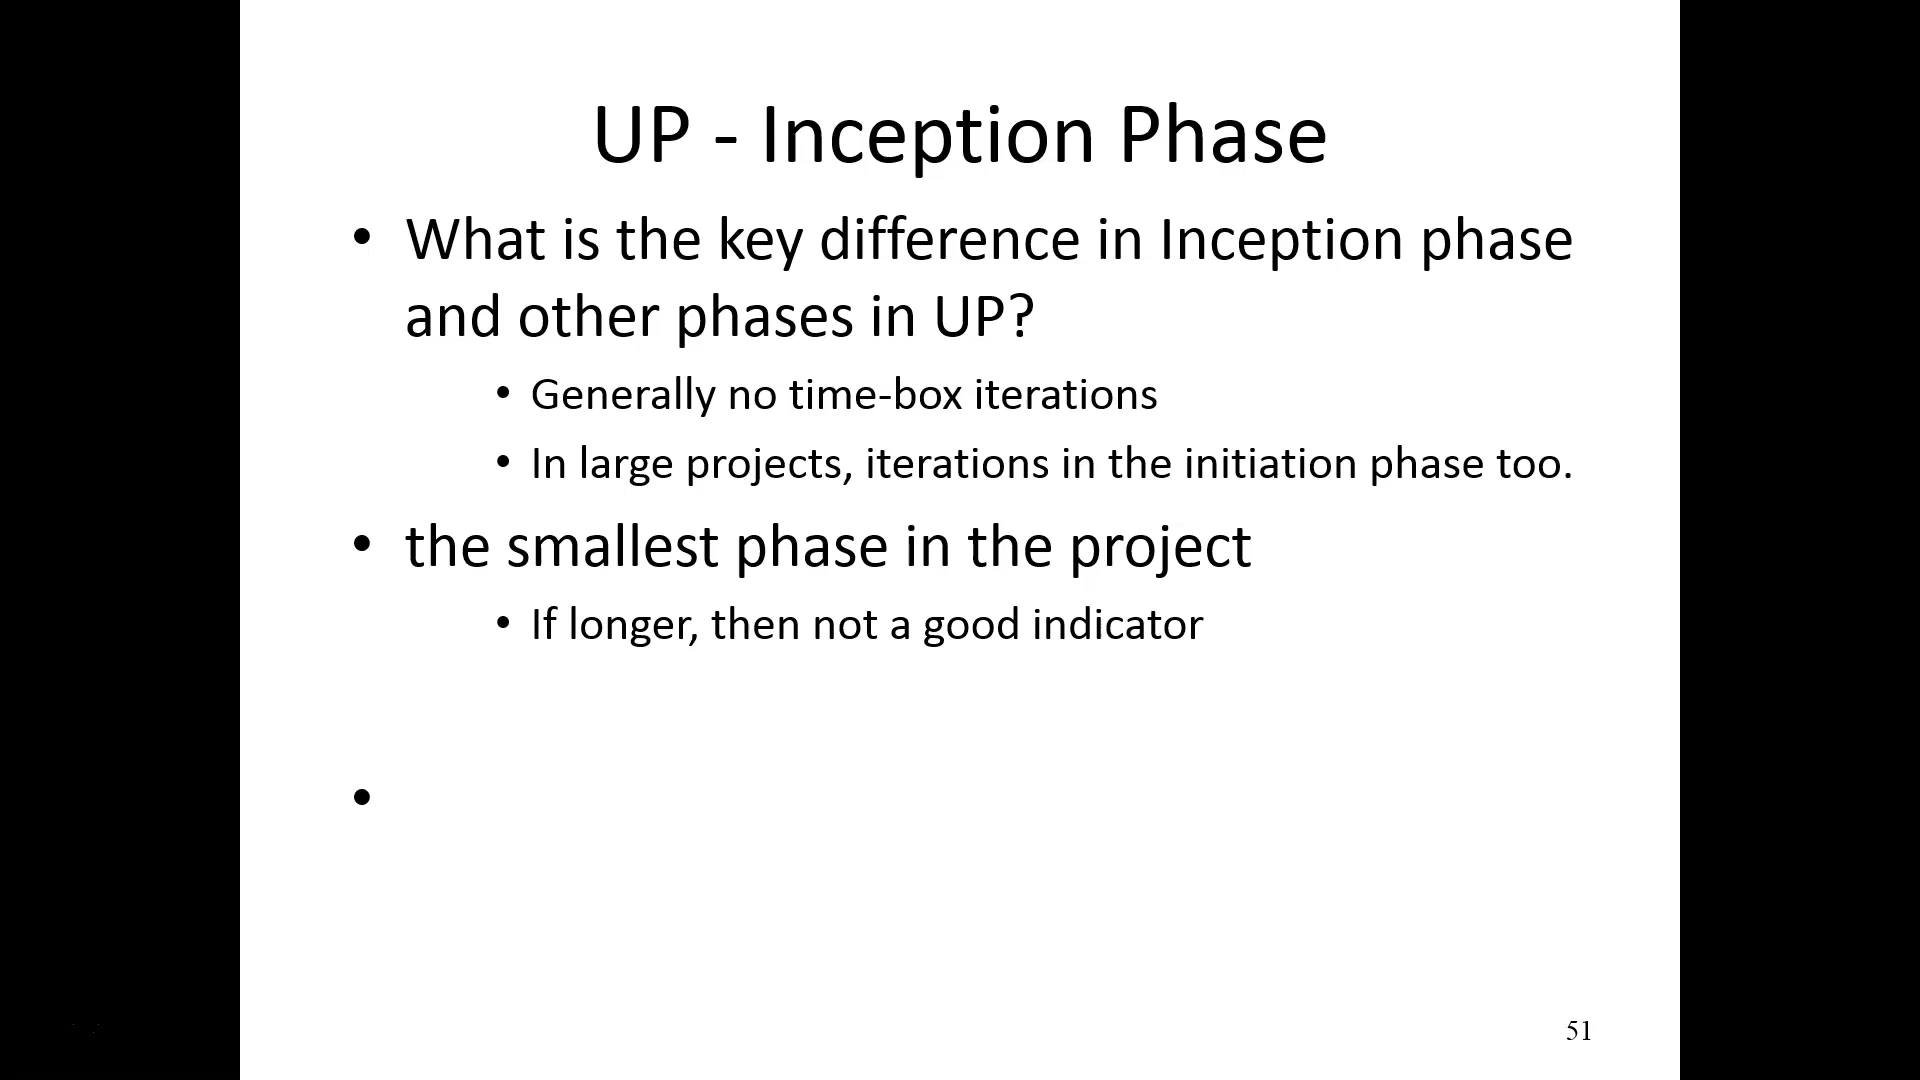 UP - Inception Phase
• What is the key difference in Inception phase
and other phases in UP?
• Generally no time-box iterations
• In large projects, iterations in the initiation phase too.
• the smallest phase in the project
• If longer, then not a good indicator
•
51